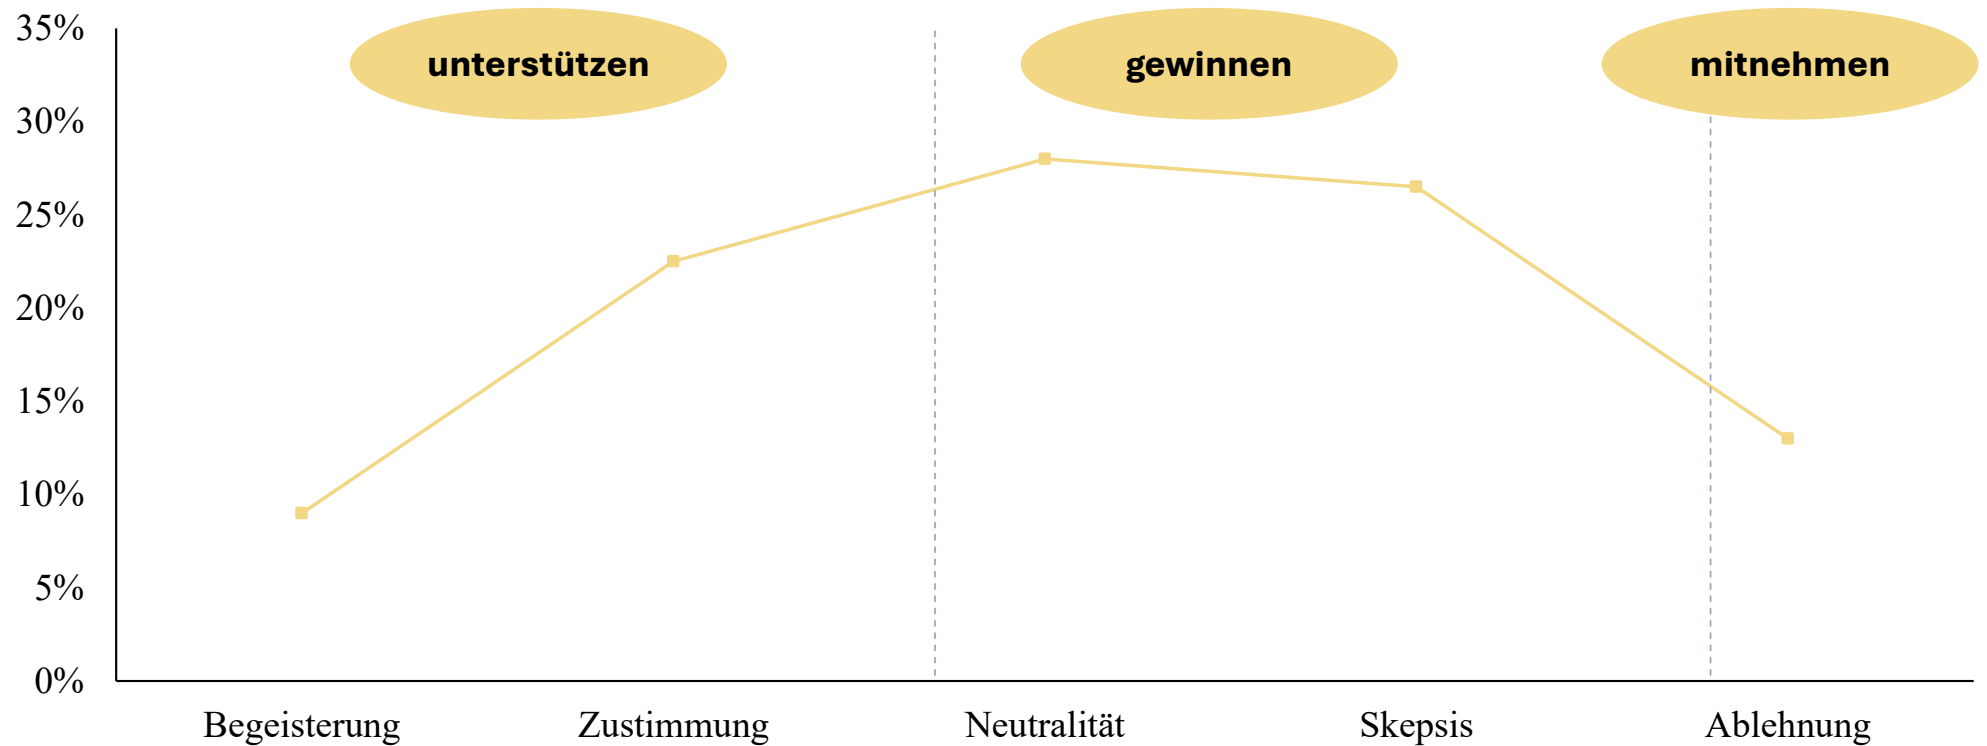 35%
unterstützen
gewinnen
mitnehmen
30%
25%
20%
15%
10%
5%
0%
Begeisterung
Zustimmung
Neutralität
Skepsis
Ablehnung